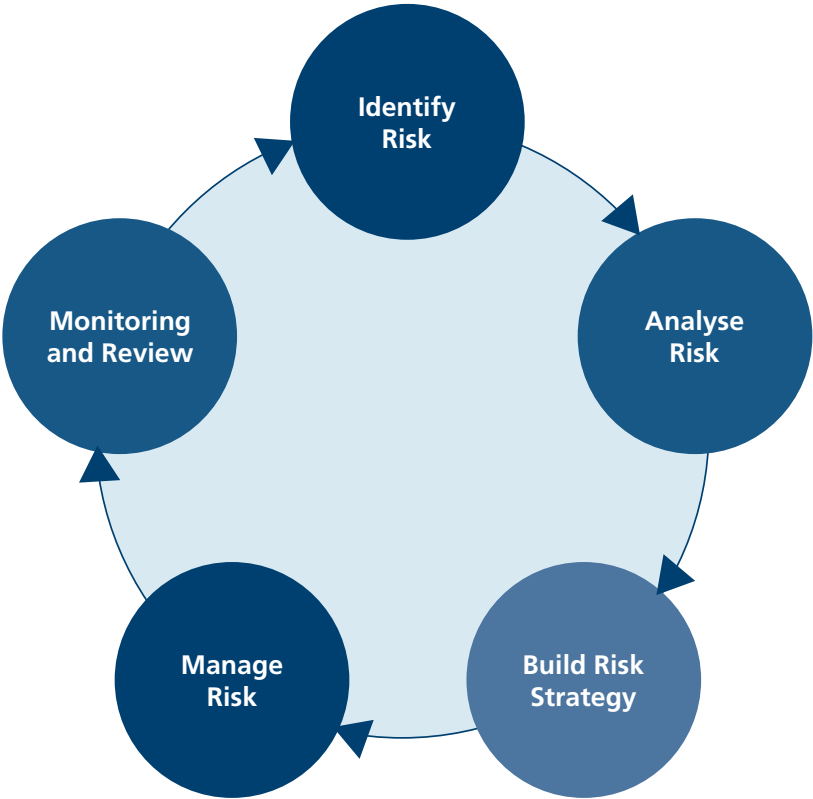 Identify
Risk
Analyse
Risk
Build Risk
Strategy
Manage
Risk
Monitoring
and Review